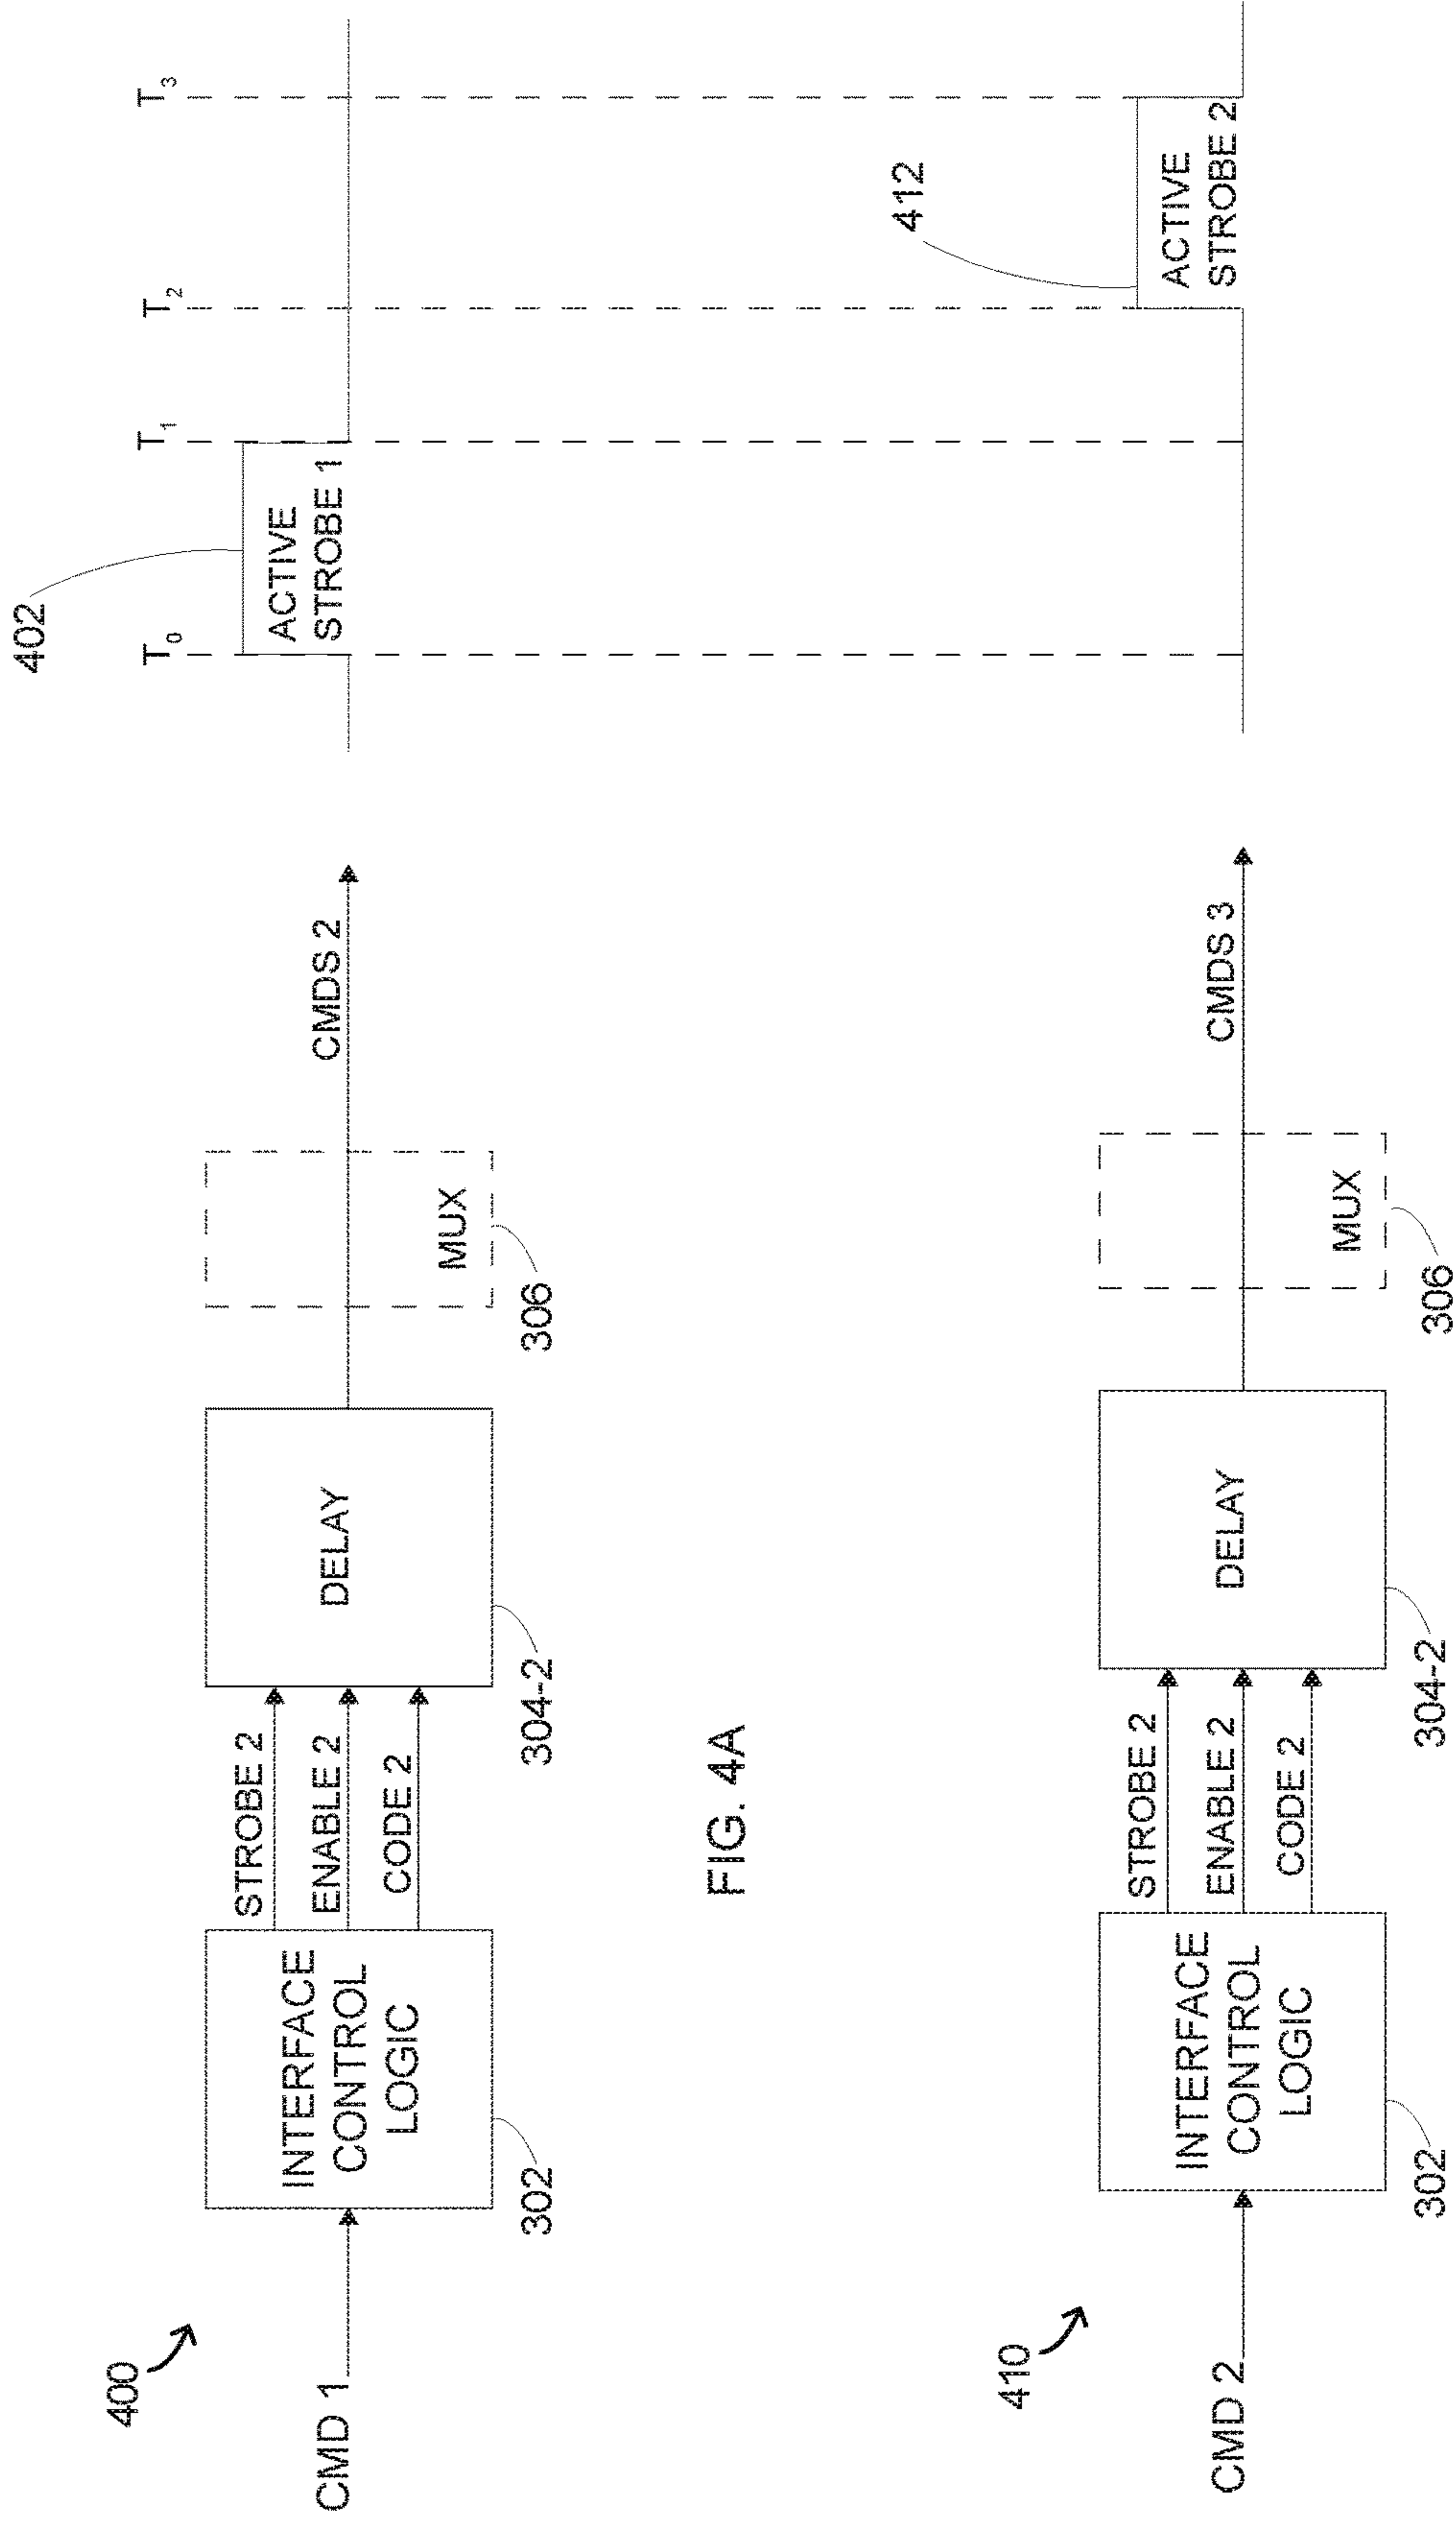 400
CMD 1
INTERFACE
CONTROL
LOGIC
302
STROBE 2
ENABLE 2
CODE 2
DELAY
304-2
MUX
306
CMDS 2
402
ACTIVE
STROBE 1
T0
T1
T2
T3
FIG. 4A
410
CMD 2
INTERFACE
CONTROL
LOGIC
302
STROBE 2
ENABLE 2
CODE 2
DELAY
304-2
MUX
306
CMDS 3
412
ACTIVE
STROBE 2